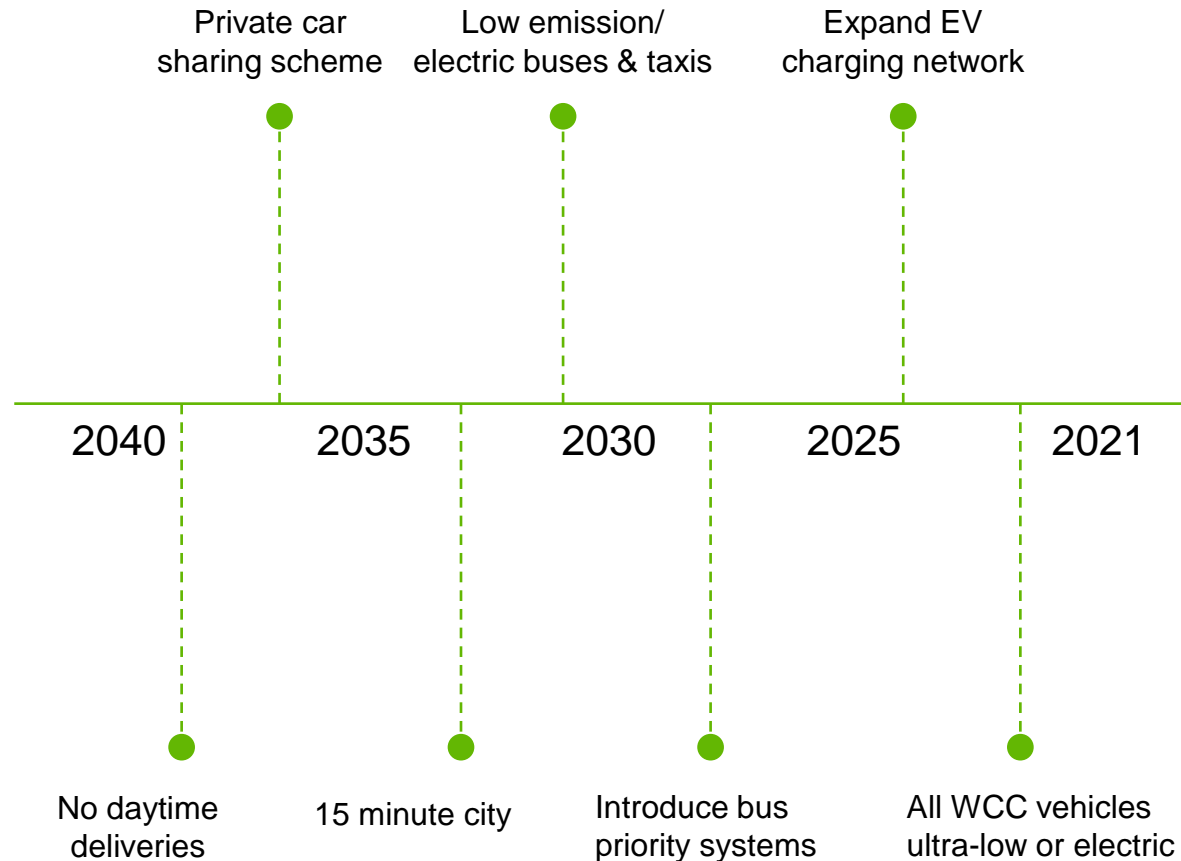 Private car
sharing scheme
Low emission/
electric buses & taxis
Expand EV
charging network
2040
2035
2030
2025
2021
No daytime
deliveries
15 minute city
Introduce bus
priority systems
All WCC vehicles
ultra-low or electric